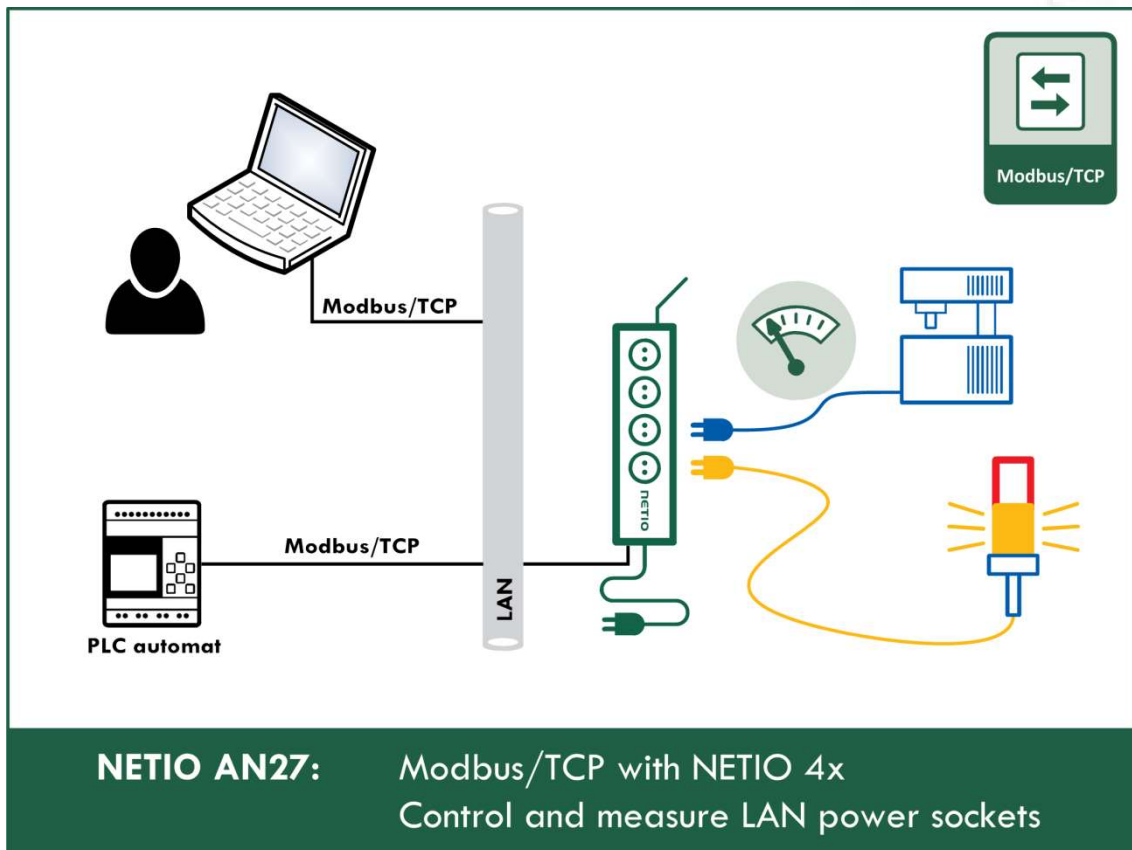 Modbus/TCP
Modbus/TCP
NETIO
Modbus/TCP
LAN
PLC automat
NETIO AN27: Modbus/TCP with NETIO 4x
Control and measure LAN power sockets